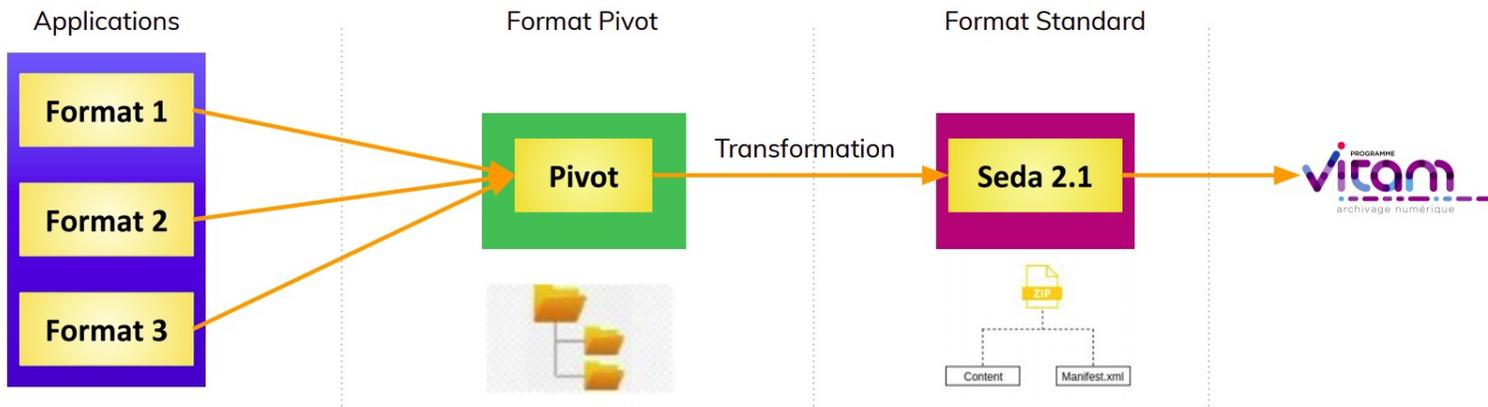 Applications
Format Pivot
Format Standard
Format 1
Format 2
Format 3
Pivot
Transformation
Seda 2.1
PROGRAMME
vitam
archivage numérique
ZIP
Content
Manifest.xml